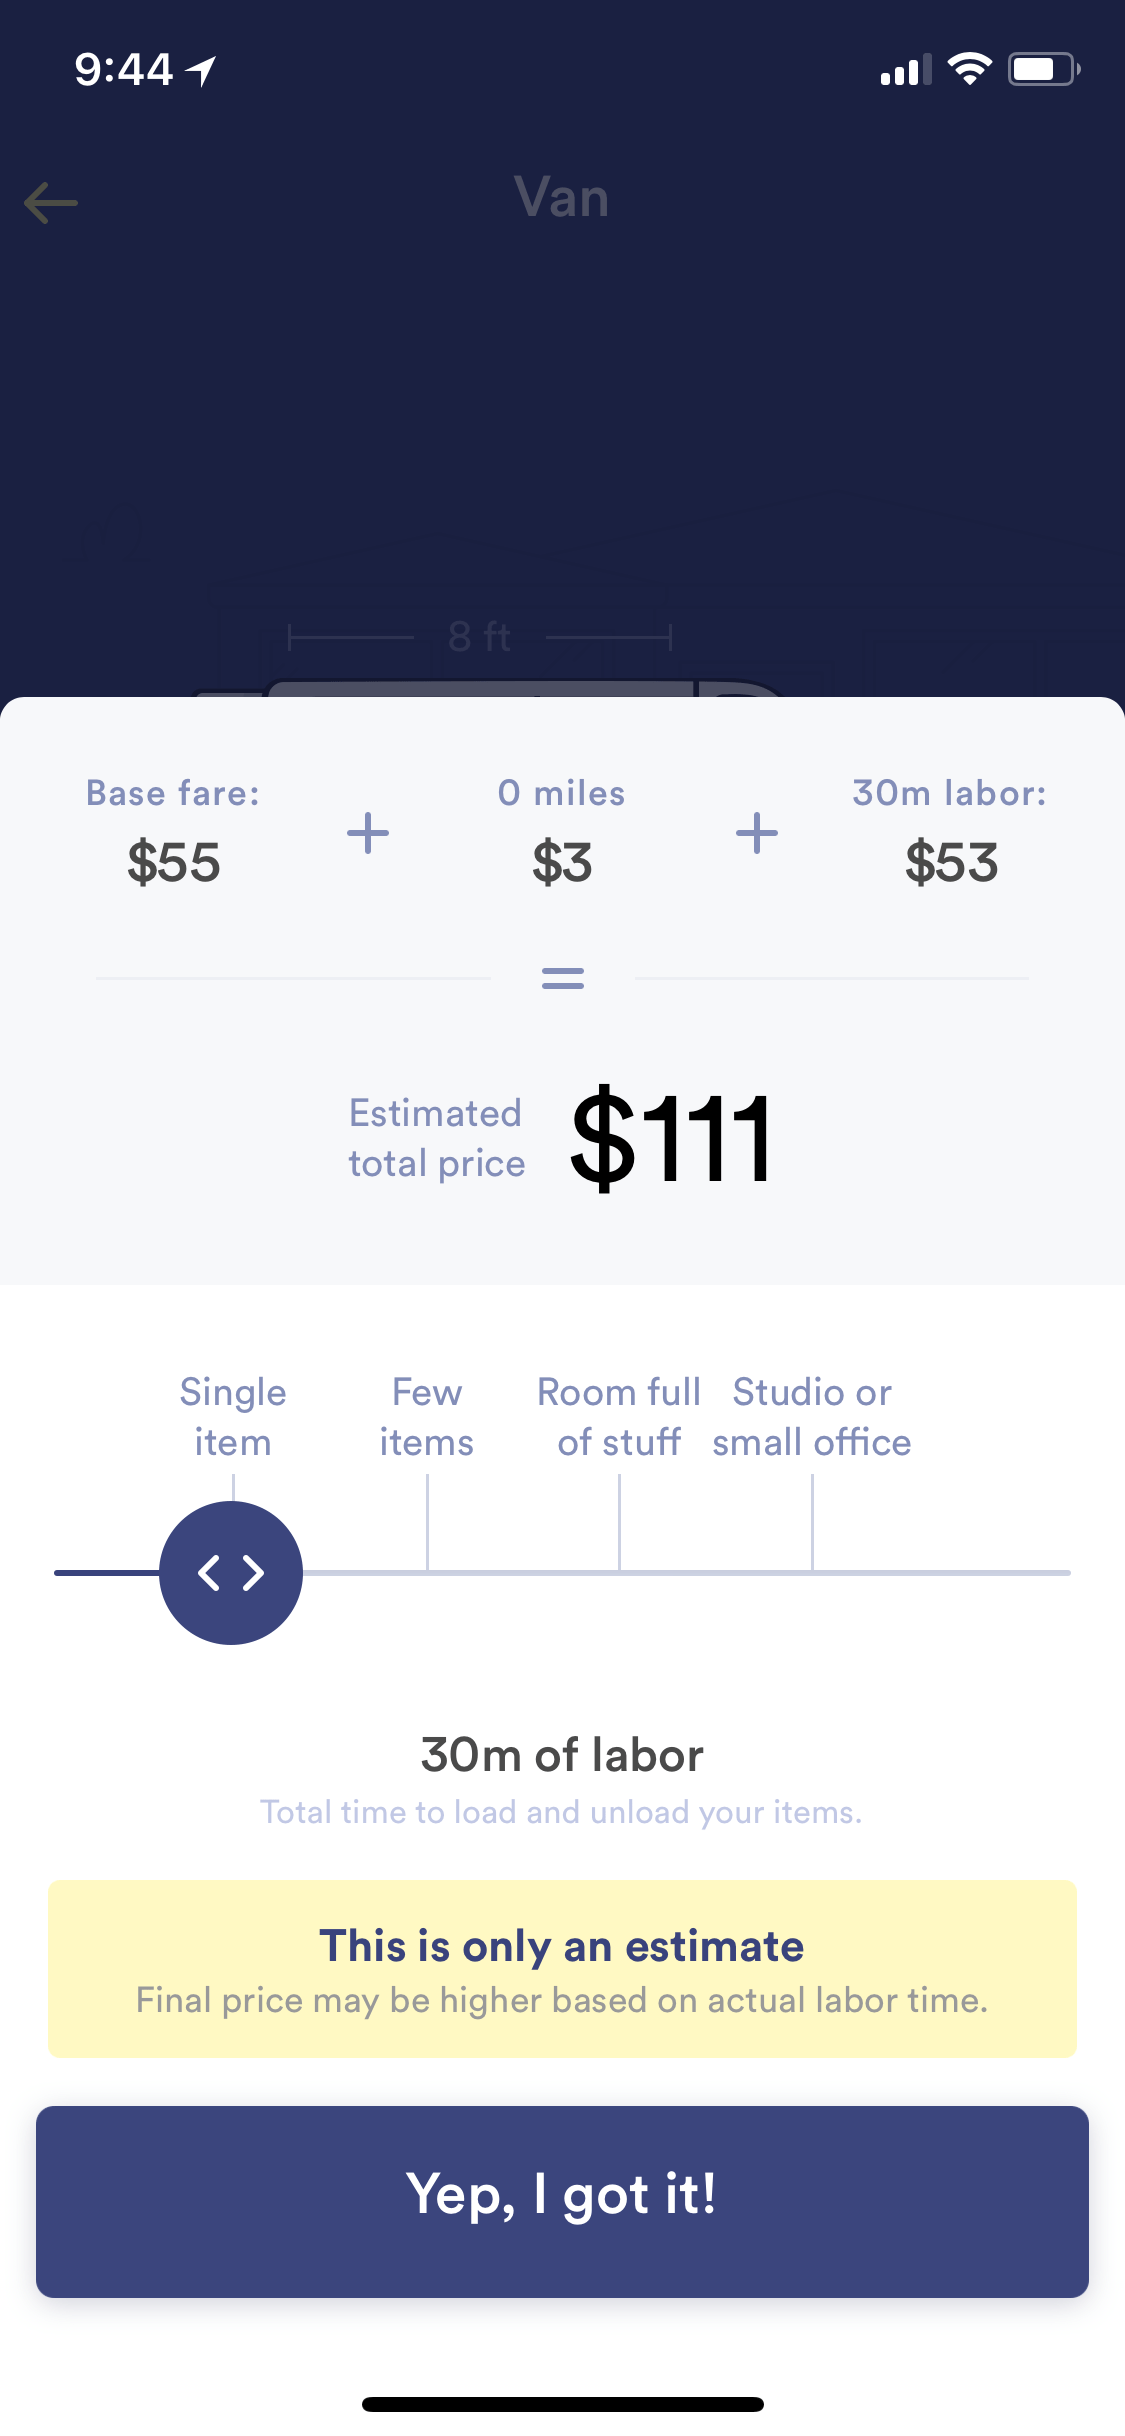 9:44
Van
8 ft
Base fare:
$55
+
0 miles
$3
+
30m labor:
$53
=
Estimated
total price
$111
Single
item
Few
items
Room full
of stuff
Studio or
small office
30m of labor
Total time to load and unload your items.
This is only an estimate
Final price may be higher based on actual labor time.
Yep, I got it!